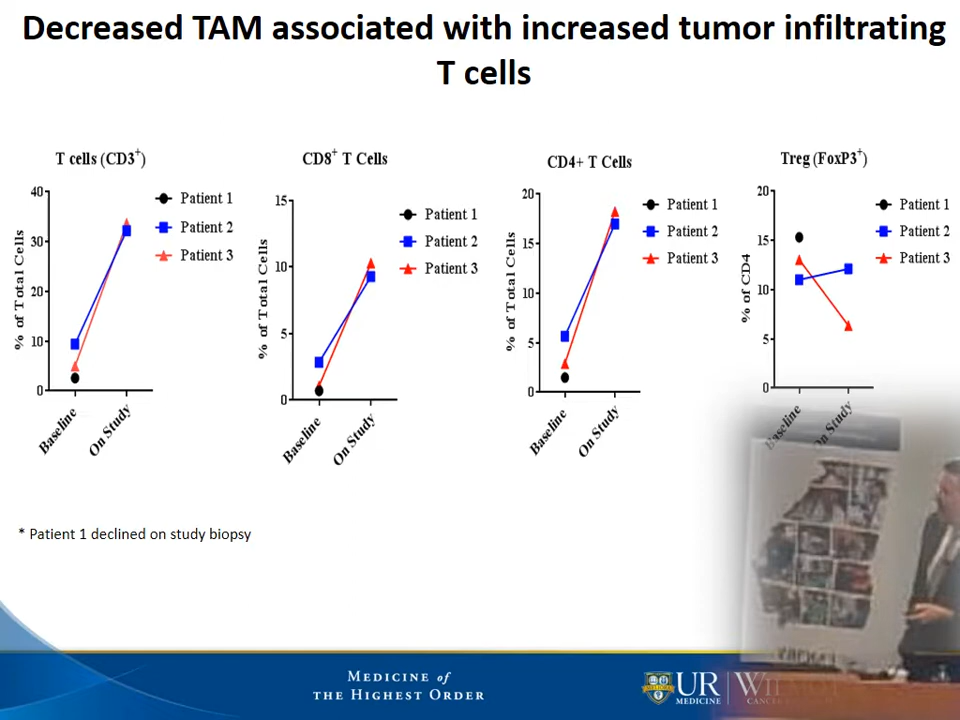 Decreased TAM associated with increased tumor infiltrating
T cells
T cells (CD3+)
40
30
20
10
0
% of Total Cells
Baseline
On Study
Patient 1
Patient 2
Patient 3
CD8+ T Cells
15
10
5
0
% of Total Cells
Baseline
On Study
Patient 1
Patient 2
Patient 3
CD4+ T Cells
20
15
10
5
0
% of Total Cells
Baseline
On Study
Patient 1
Patient 2
Patient 3
Treg (FoxP3+)
20
15
10
5
0
% of CD4
Baseline
On Study
Patient 1
Patient 2
Patient 3
* Patient 1 declined on study biopsy
MEDICINE of
THE HIGHEST ORDER
MELIORA
UR
MEDICINE